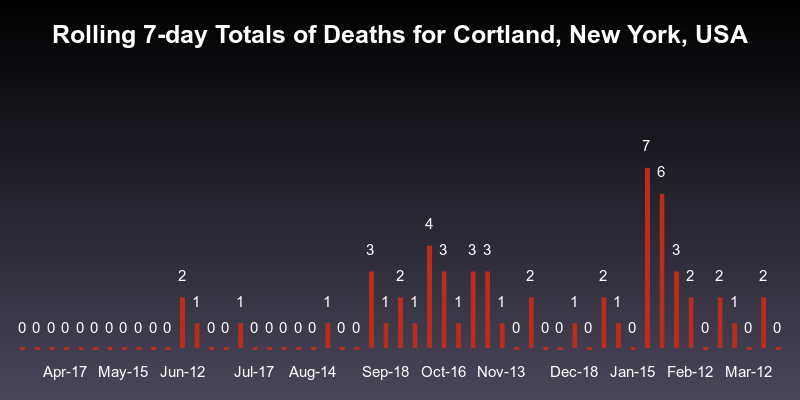 Rolling 7-day Totals of Deaths for Cortland, New York, USA
0 0 0 0 0 0 0 0 0 0 0 2 1 0 0 1 0 0 0 0 0 1 0 0 3 1 2 1 4 3 1 3 3 1 0 2 0 0 1 0 2 1 0 7 6 3 2 0 2 1 0 2 0
Apr-17 May-15 Jun-12 Jul-17 Aug-14 Sep-18 Oct-16 Nov-13 Dec-18 Jan-15 Feb-12 Mar-12